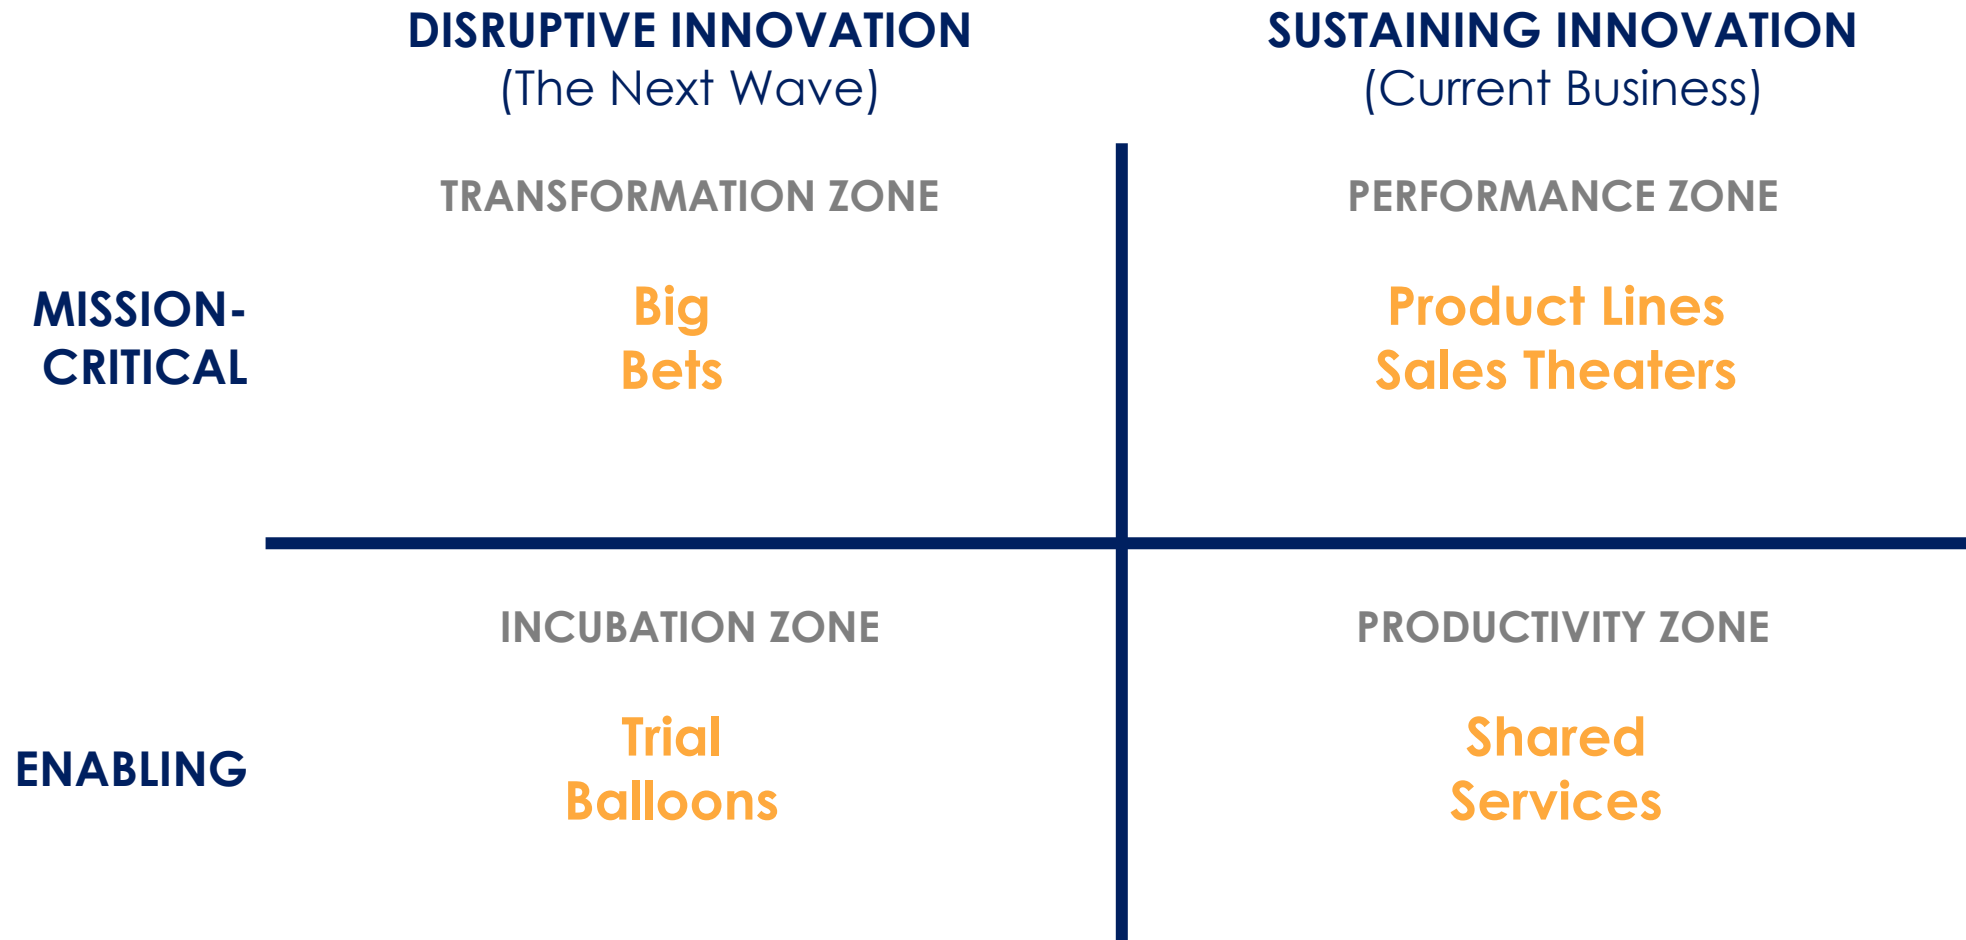 DISRUPTIVE INNOVATION
(The Next Wave)
SUSTAINING INNOVATION
(Current Business)
TRANSFORMATION ZONE
PERFORMANCE ZONE
MISSION-
CRITICAL
Big
Bets
Product Lines
Sales Theaters
INCUBATION ZONE
PRODUCTIVITY ZONE
ENABLING
Trial
Balloons
Shared
Services